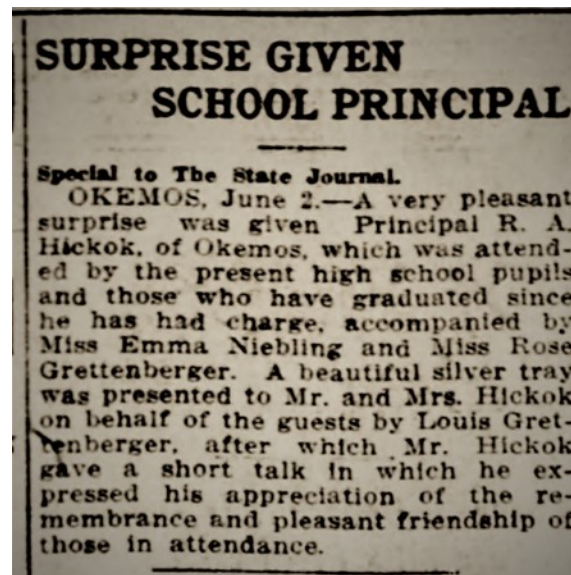 SURPRISE GIVEN
SCHOOL PRINCIPAL
Special to The State Journal.
OKEMOS, June 2.—A very pleasant
surprise was given Principal R. A.
Hickok, of Okemos, which was attend-
ed by the present high school pupils
and those who have graduated since
he has had charge, accompanied by
Miss Emma Niebling and Miss Rose
Grettenberger. A beautiful silver tray
was presented to Mr. and Mrs. Hickok
on behalf of the guests by Louis Gret-
tenberger, after which Mr. Hickok
gave a short talk in which he ex-
pressed his appreciation of the re-
membrance and pleasant friendship of
those in attendance.